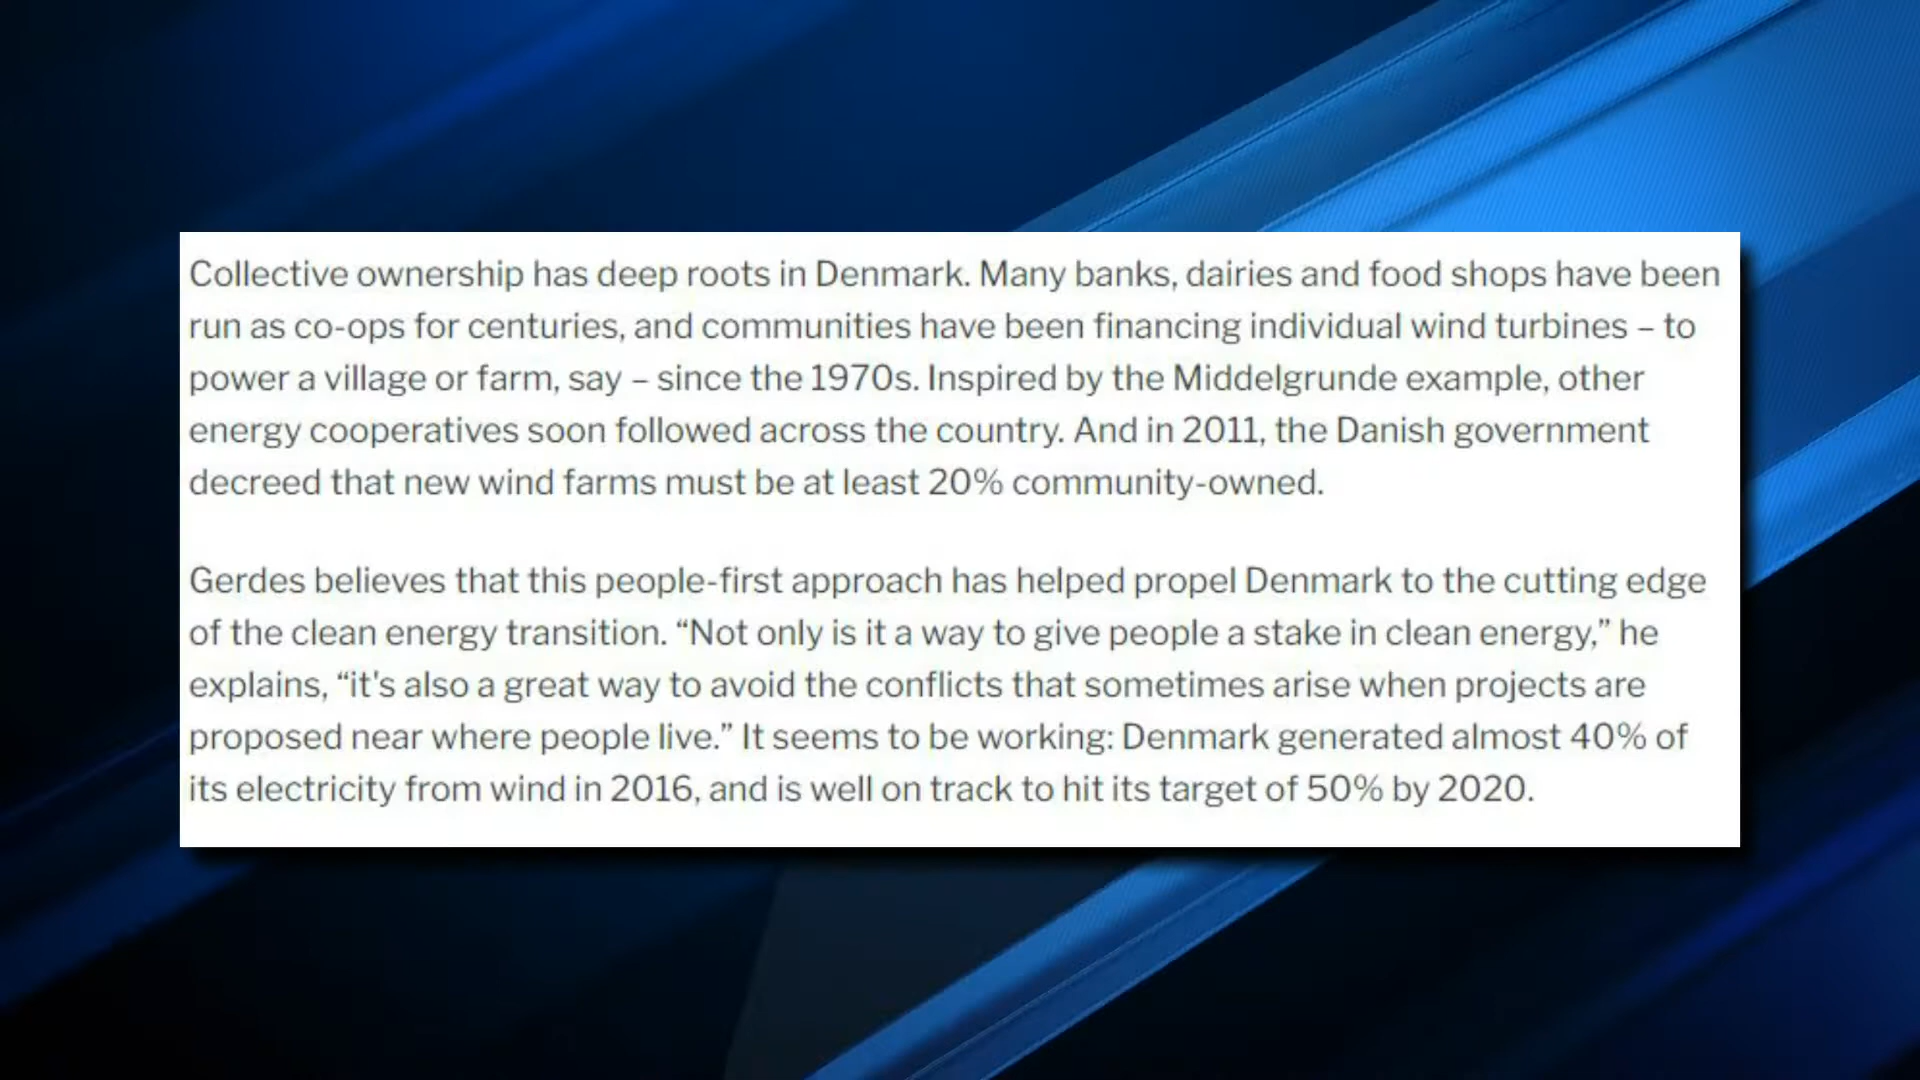 Collective ownership has deep roots in Denmark. Many banks, dairies and food shops have been
run as co-ops for centuries, and communities have been financing individual wind turbines – to
power a village or farm, say – since the 1970s. Inspired by the Middelgrunde example, other
energy cooperatives soon followed across the country. And in 2011, the Danish government
decreed that new wind farms must be at least 20% community-owned.
Gerdes believes that this people-first approach has helped propel Denmark to the cutting edge
of the clean energy transition. “Not only is it a way to give people a stake in clean energy,” he
explains, “it's also a great way to avoid the conflicts that sometimes arise when projects are
proposed near where people live.” It seems to be working: Denmark generated almost 40% of
its electricity from wind in 2016, and is well on track to hit its target of 50% by 2020.